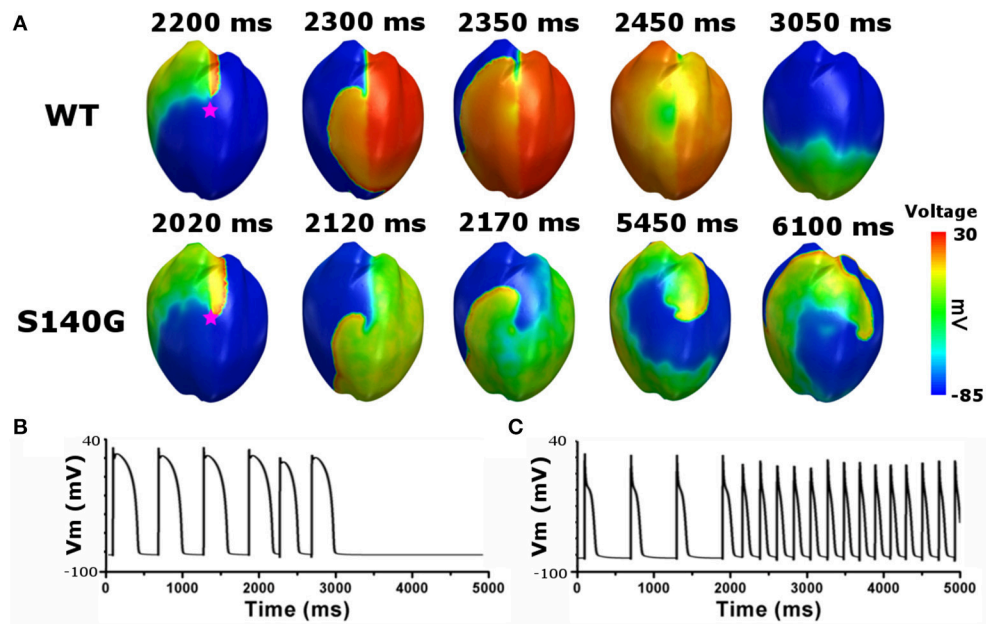 A
2200 ms 2300 ms 2350 ms 2450 ms 3050 ms
WT
2020 ms 2120 ms 2170 ms 5450 ms 6100 ms
S140G
Voltage
30
mV
-85
B
40
Vm (mV)
-100
0 1000 2000 3000 4000 5000
Time (ms)
C
40
Vm (mV)
-100
0 1000 2000 3000 4000 5000
Time (ms)